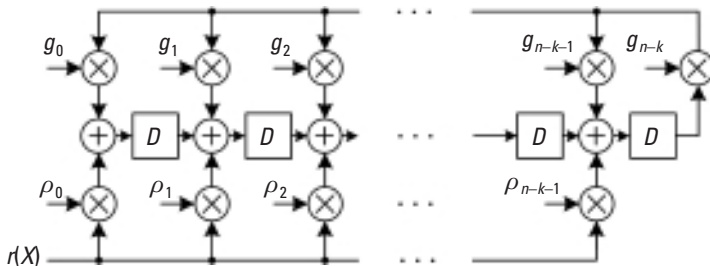 g₀ g₁ g₂ · · · gₙ₋ₖ₋₁ gₙ₋ₖ
D D · · · D D
ρ₀ ρ₁ ρ₂ · · · ρₙ₋ₖ₋₁
r(X) · · ·